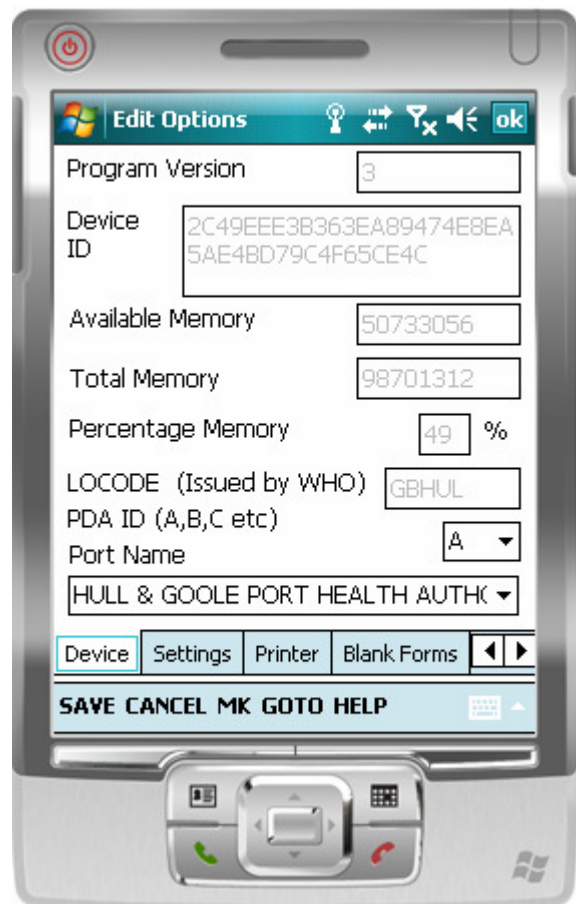 Edit Options ok
Program Version 3
Device ID
2C49EEE3B363EA89474E8EA
5AE4BD79C4F65CE4C
Available Memory 50733056
Total Memory 98701312
Percentage Memory 49 %
LOCODE (Issued by WHO) GBHUL
PDA ID (A,B,C etc) A
Port Name
HULL & GOOLE PORT HEALTH AUTH(
Device Settings Printer Blank Forms
SAVE CANCEL MK GOTO HELP